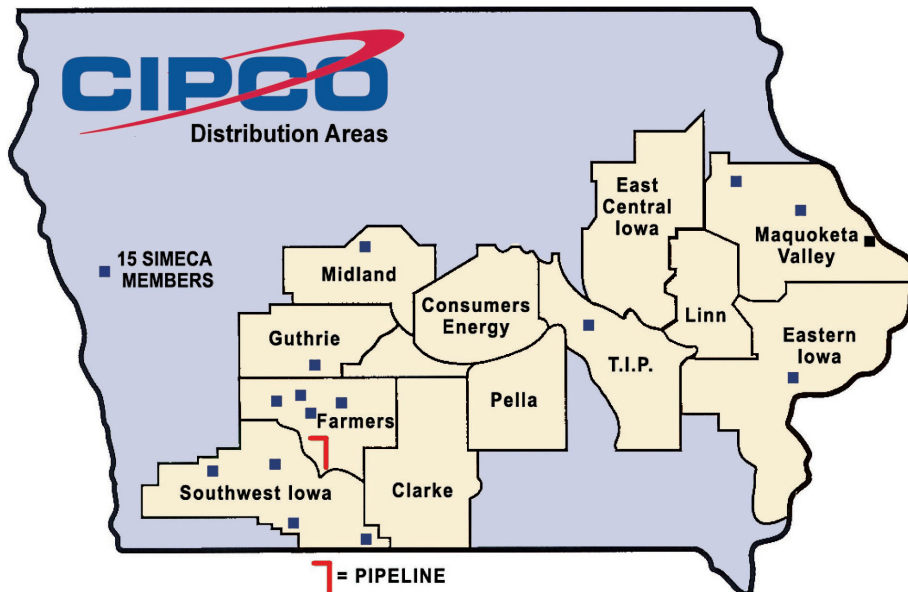 CIPCO
Distribution Areas
East
Central
Iowa
Maquoketa
Valley
15 SIMECA
MEMBERS
Midland
Consumers
Energy
Linn
Guthrie
Eastern
Iowa
T.I.P.
Pella
Farmers
Southwest Iowa
Clarke
= PIPELINE